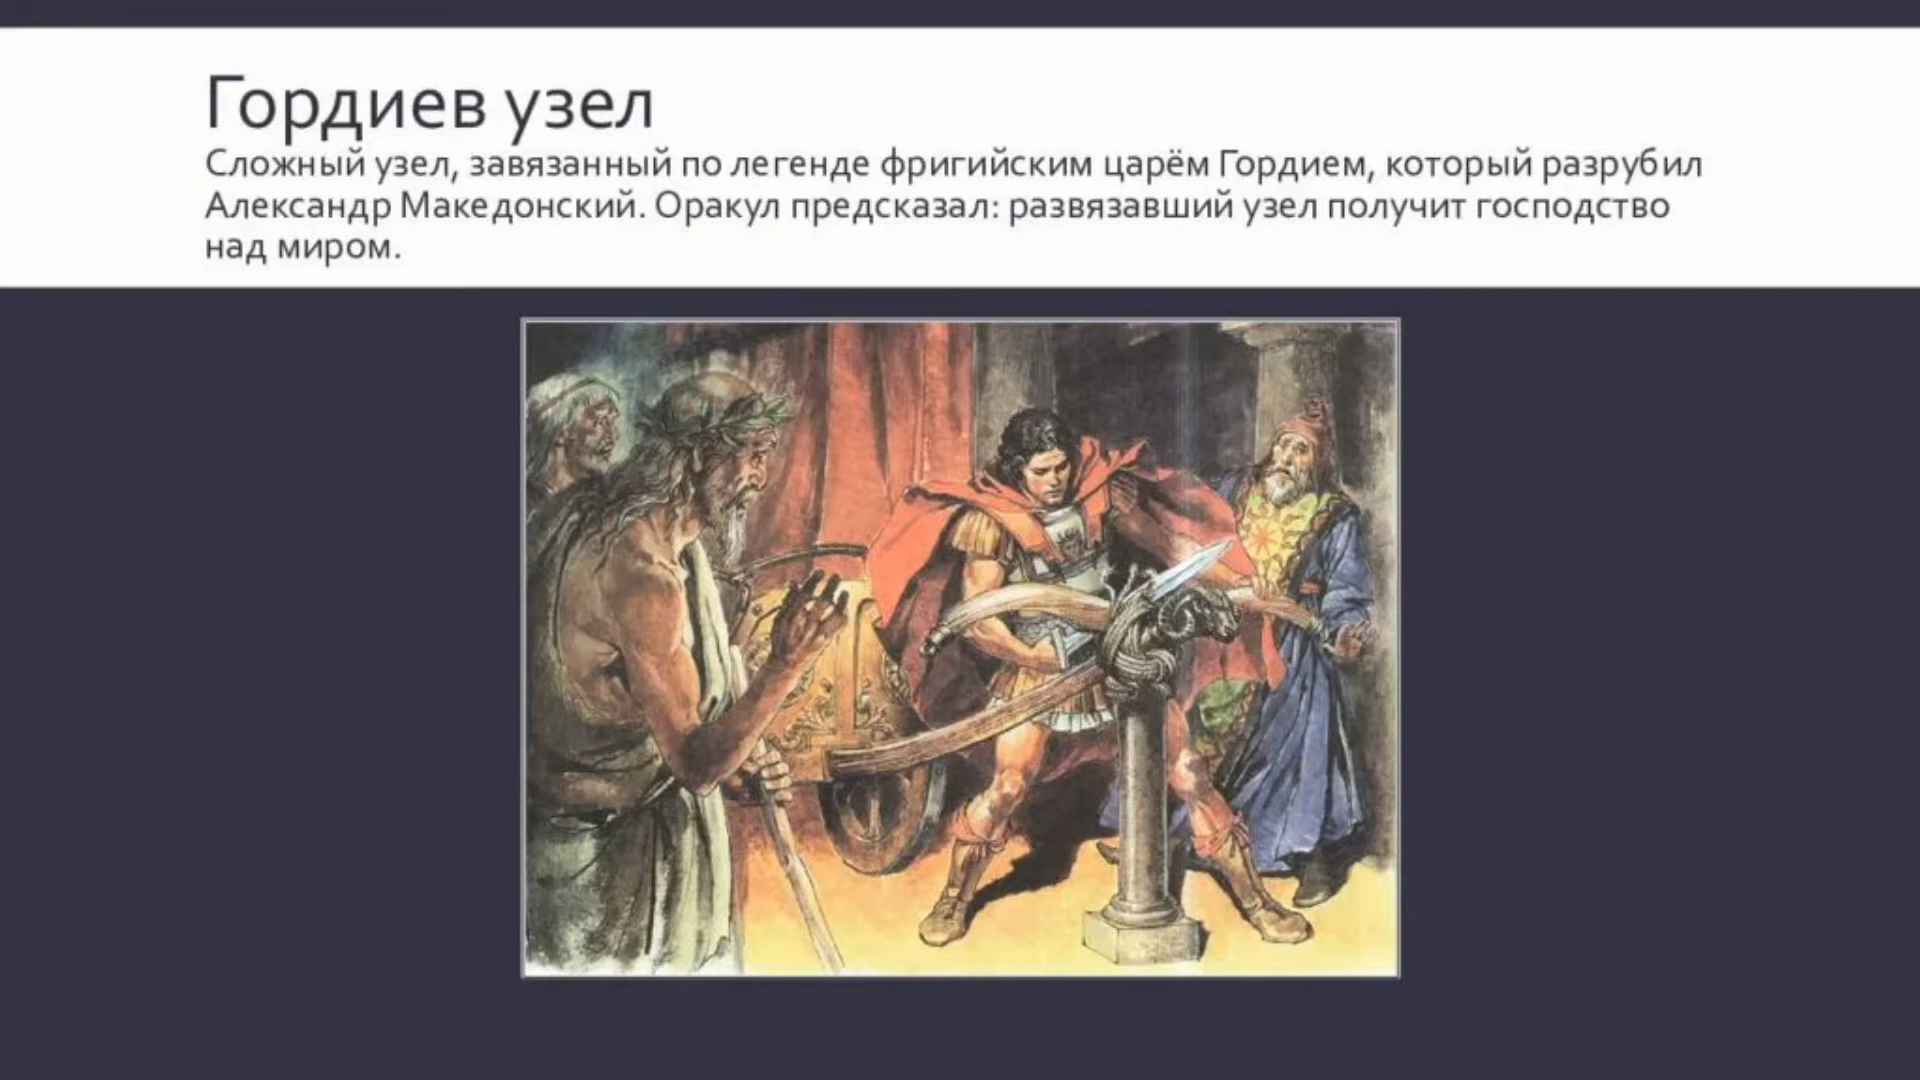 Гордиев узел
Сложный узел, завязанный по легенде фригийским царём Гордием, который разрубил
Александр Македонский. Оракул предсказал: развязавший узел получит господство
над миром.